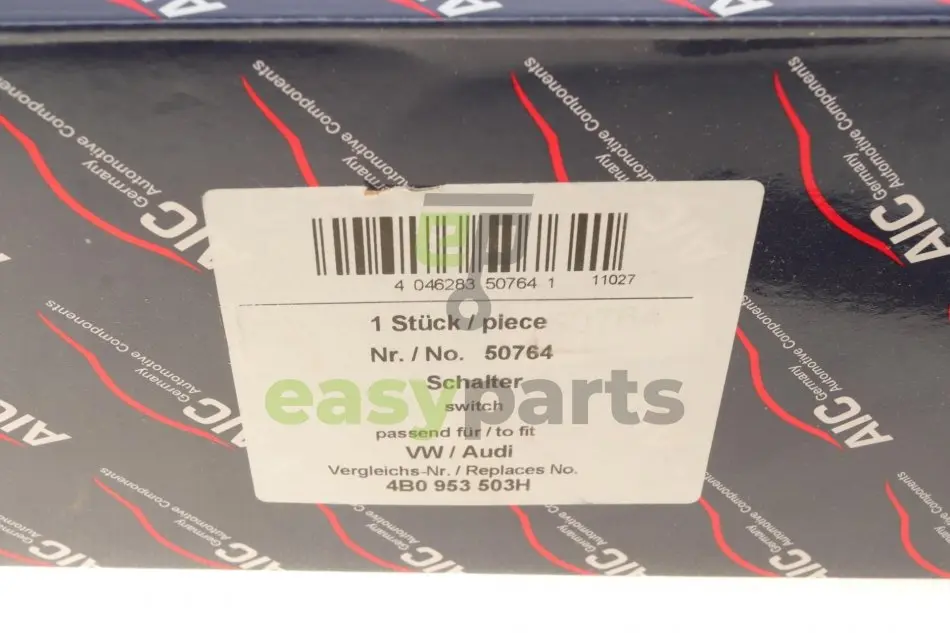 AIC Germany
Automotive Components
4 046283 50764 1 11027
1 Stück / piece
Nr. / No. 50764
Schalter
easyparts
switch
passend für / to fit
VW / Audi
Vergleichs-Nr. / Replaces No.
4B0 953 503H